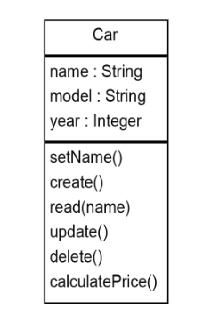 Car
name : String
model : String
year : Integer
setName()
create()
read(name)
update()
delete()
calculatePrice()